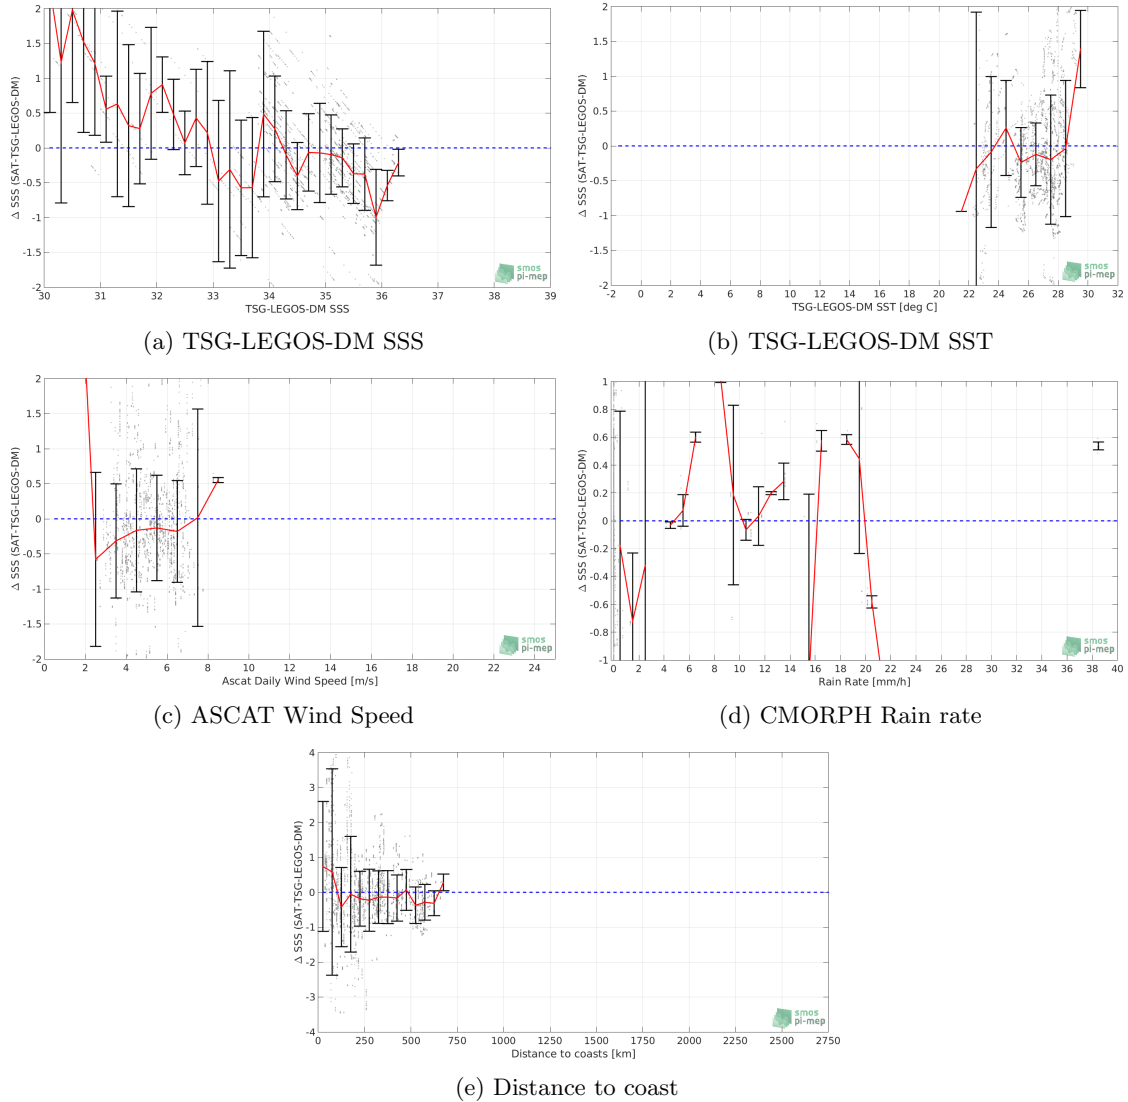 Δ SSS (SAT-TSG-LEGOS-DM)
2
1.5
1
0.5
0
-0.5
-1
-1.5
-2
30 31 32 33 34 35 36 37 38 39
TSG-LEGOS-DM SSS
smos
pi-mep
(a) TSG-LEGOS-DM SSS
Δ SSS (SAT-TSG-LEGOS-DM)
2
1.5
1
0.5
0
-0.5
-1
-1.5
-2
-2 0 2 4 6 8 10 12 14 16 18 20 22 24 26 28 30 32
TSG-LEGOS-DM SST [deg C]
smos
pi-mep
(b) TSG-LEGOS-DM SST
Δ SSS (SAT-TSG-LEGOS-DM)
2
1.5
1
0.5
0
-0.5
-1
-1.5
-2
0 2 4 6 8 10 12 14 16 18 20 22 24
Ascat Daily Wind Speed [m/s]
smos
pi-mep
(c) ASCAT Wind Speed
Δ SSS (SAT-TSG-LEGOS-DM)
1
0.8
0.6
0.4
0.2
0
-0.2
-0.4
-0.6
-0.8
-1
0 2 4 6 8 10 12 14 16 18 20 22 24 26 28 30 32 34 36 38 40
Rain Rate [mm/h]
smos
pi-mep
(d) CMORPH Rain rate
Δ SSS (SAT-TSG-LEGOS-DM)
4
3
2
1
0
-1
-2
-3
-4
0 250 500 750 1000 1250 1500 1750 2000 2250 2500 2750
Distance to coasts [km]
smos
pi-mep
(e) Distance to coast